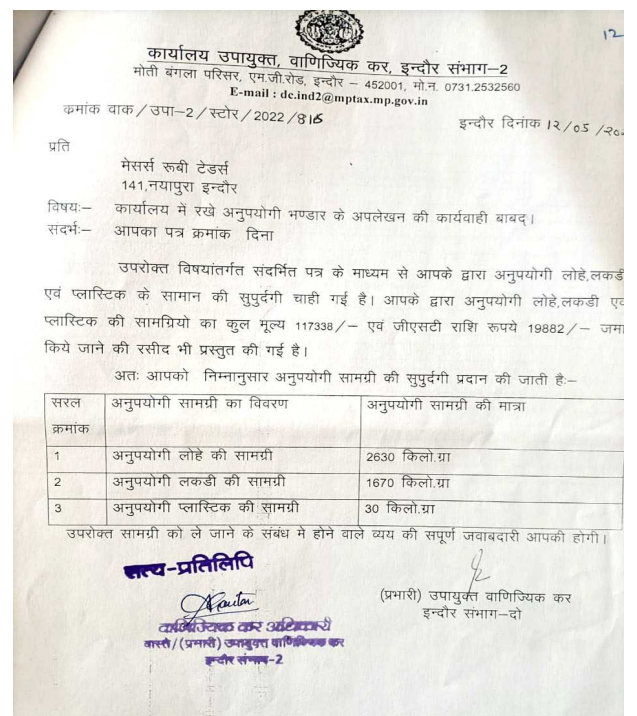 12
कार्यालय उपायुक्त, वाणिज्यिक कर, इन्दौर संभाग–2
मोती बंगला परिसर, एम.जी.रोड, इन्दौर – 452001, मो.न. 0731.2532560
E-mail : dc.ind2@mptax.mp.gov.in
क्रमांक वाक/उपा–2/स्टोर/2022/816
इन्दौर दिनांक 12/05/202
प्रति
मेसर्स रूबी टेडर्स
141,नयापुरा इन्दौर
विषयः– कार्यालय में रखे अनुपयोगी भण्डार के अपलेखन की कार्यवाही बाबद्।
संदर्भः– आपका पत्र क्रमांक दिना
उपरोक्त विषयांतर्गत संदर्भित पत्र के माध्यम से आपके द्वारा अनुपयोगी लोहे,लकडी
एवं प्लास्टिक के सामान की सुपुर्दगी चाही गई है। आपके द्वारा अनुपयोगी लोहे,लकडी एवं
प्लास्टिक की सामग्रियो का कुल मूल्य 117338/– एवं जीएसटी राशि रूपये 19882/– जमा
किये जाने की रसीद भी प्रस्तुत की गई है।
अतः आपको निम्नानुसार अनुपयोगी सामग्री की सुपुर्दगी प्रदान की जाती हैः–
सरल क्रमांक अनुपयोगी सामग्री का विवरण अनुपयोगी सामग्री की मात्रा
1 अनुपयोगी लोहे की सामग्री 2630 किलो.ग्रा
2 अनुपयोगी लकडी की सामग्री 1670 किलो.ग्रा
3 अनुपयोगी प्लास्टिक की सामग्री 30 किलो.ग्रा
उपरोक्त सामग्री को ले जाने के संबंध मे होने वाले व्यय की सपूर्ण जवाबदारी आपकी होगी।
सत्य-प्रतिलिपि
(प्रभारी) उपायुक्त वाणिज्यिक कर
इन्दौर संभाग–दो
वाणिज्यिक कर अधिकारी
वास्ते/(प्रभारी) उपायुक्त वाणिज्यिक कर
इन्दौर संभाग-2